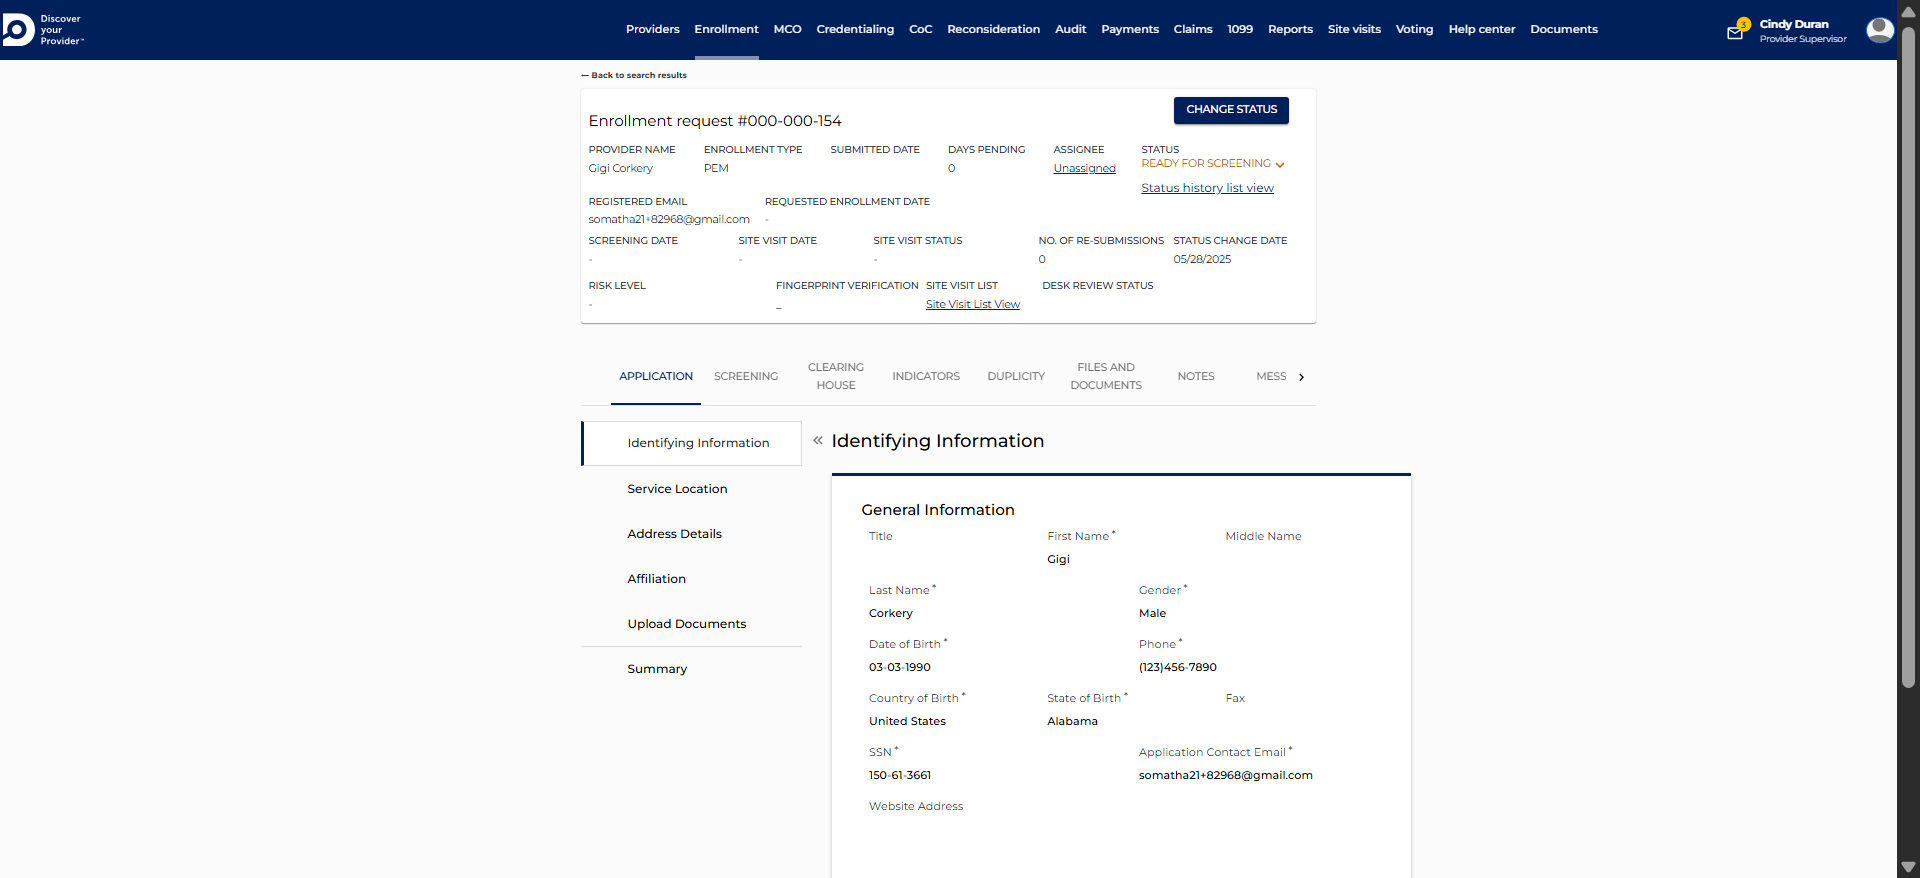 Discover
your
Provider™
Providers Enrollment MCO Credentialing CoC Reconsideration Audit Payments Claims 1099 Reports Site visits Voting Help center Documents
3
Cindy Duran
Provider Supervisor
← Back to search results
CHANGE STATUS
Enrollment request #000-000-154
PROVIDER NAME ENROLLMENT TYPE SUBMITTED DATE DAYS PENDING ASSIGNEE STATUS
Gigi Corkery PEM 0 Unassigned READY FOR SCREENING
Status history list view
REGISTERED EMAIL REQUESTED ENROLLMENT DATE
somatha21+82968@gmail.com -
SCREENING DATE SITE VISIT DATE SITE VISIT STATUS NO. OF RE-SUBMISSIONS STATUS CHANGE DATE
- - - 0 05/28/2025
RISK LEVEL FINGERPRINT VERIFICATION SITE VISIT LIST DESK REVIEW STATUS
- _ Site Visit List View
APPLICATION SCREENING CLEARING HOUSE INDICATORS DUPLICITY FILES AND DOCUMENTS NOTES MESS
Identifying Information
Service Location
Address Details
Affiliation
Upload Documents
Summary
« Identifying Information
General Information
Title First Name * Middle Name
Gigi
Last Name * Gender *
Corkery Male
Date of Birth * Phone *
03-03-1990 (123)456-7890
Country of Birth * State of Birth * Fax
United States Alabama
SSN * Application Contact Email *
150-61-3661 somatha21+82968@gmail.com
Website Address